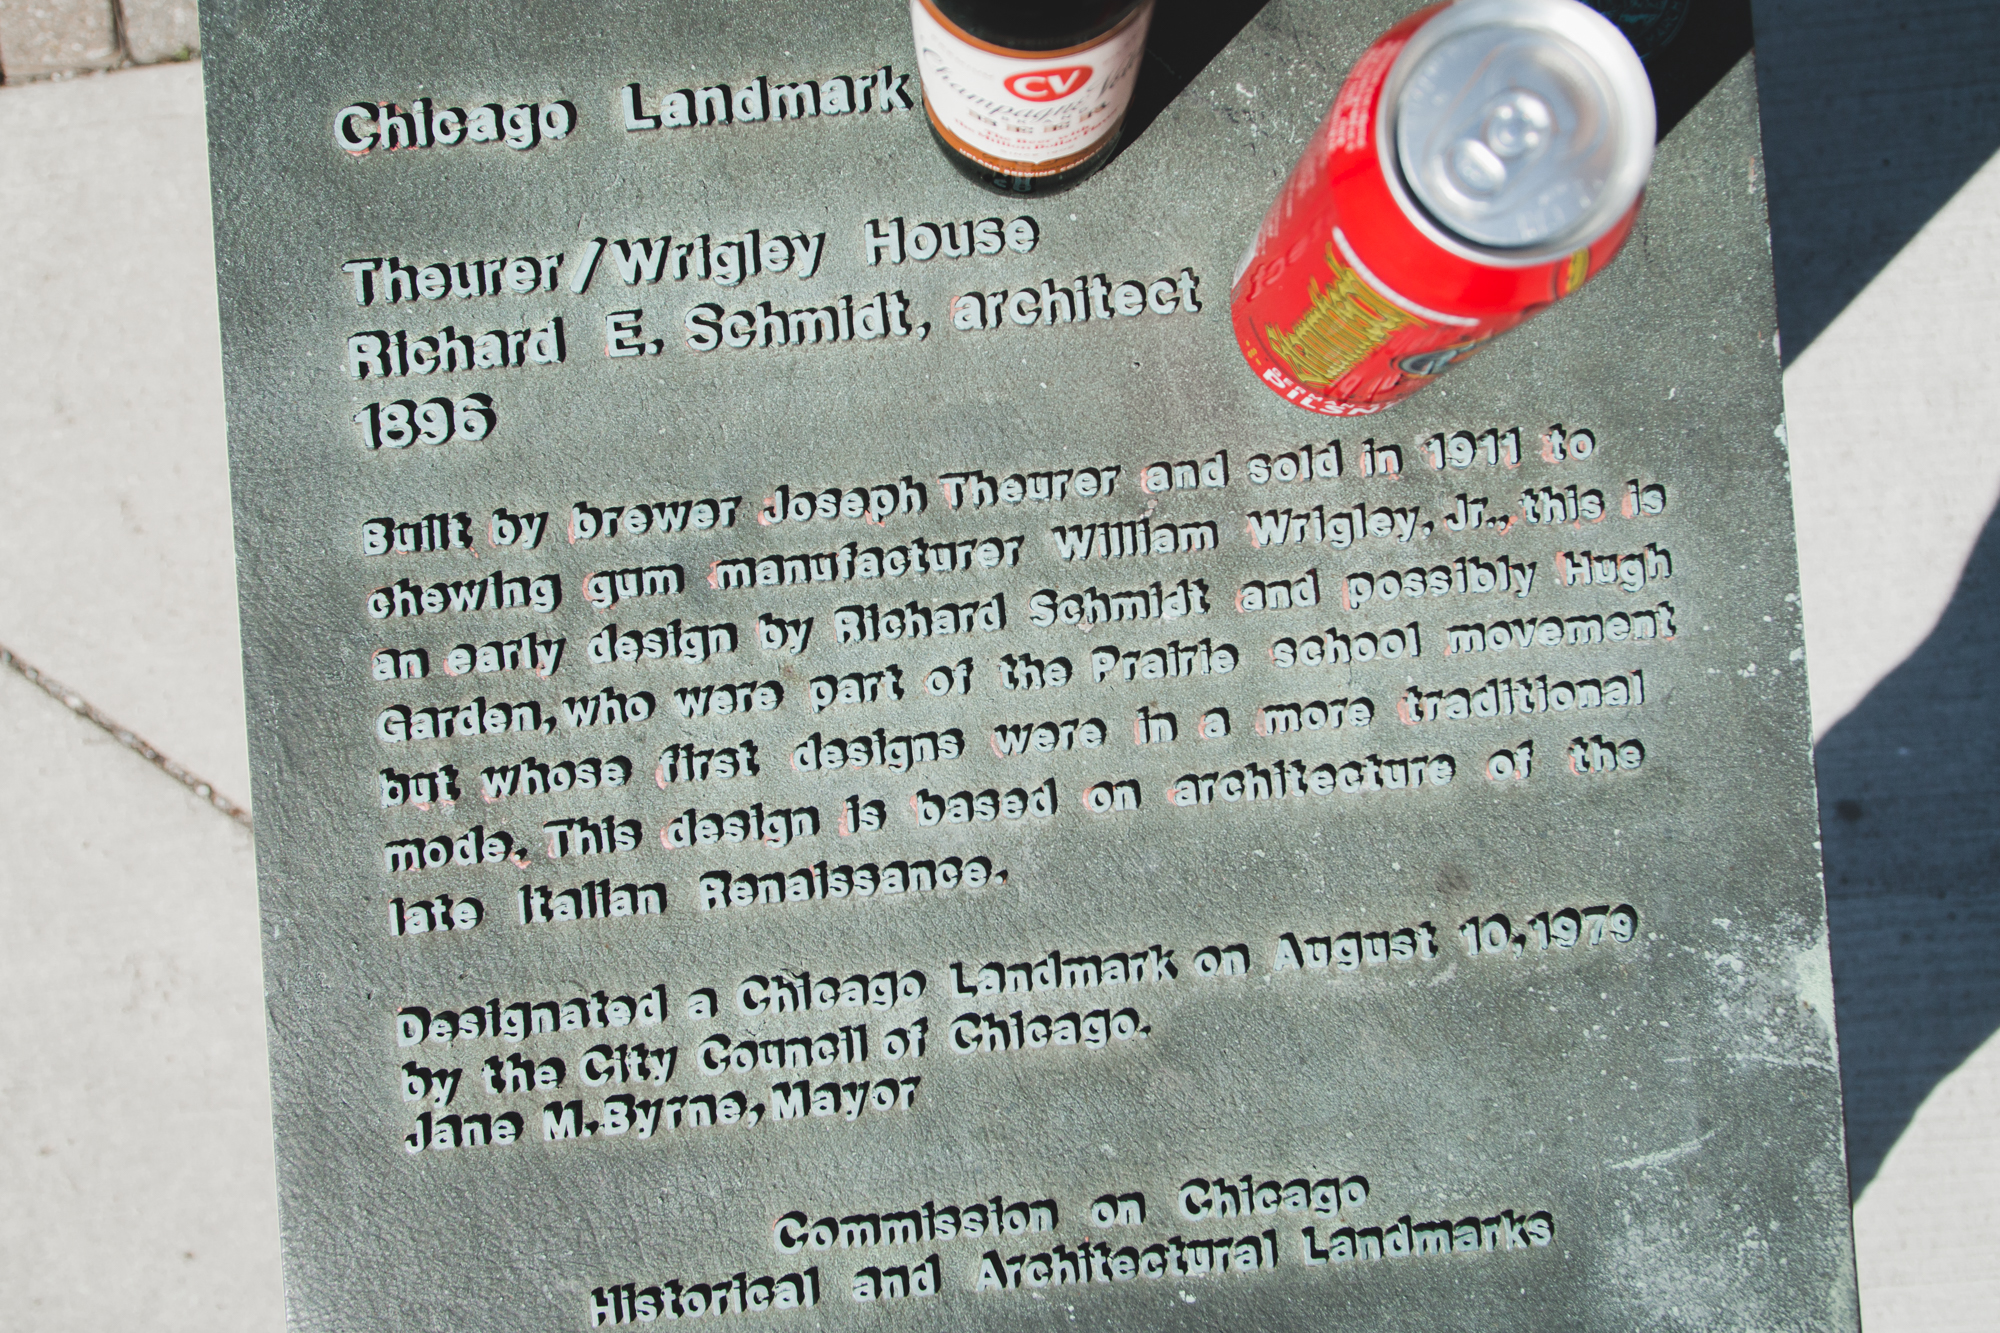 Chicago Landmark
CV
Champagne
Theurer/Wrigley House
Richard E. Schmidt, architect
1896
Built by brewer Joseph Theurer and sold in 1911 to
chewing gum manufacturer William Wrigley, Jr., this is
an early design by Richard Schmidt and possibly Hugh
Garden, who were part of the Prairie school movement
but whose first designs were in a more traditional
mode. This design is based on architecture of the
late Italian Renaissance.
Designated a Chicago Landmark on August 10, 1979
by the City Council of Chicago.
Jane M. Byrne, Mayor
Commission on Chicago
Historical and Architectural Landmarks